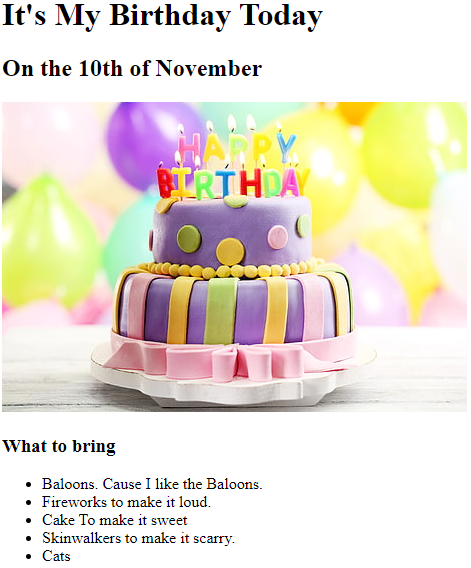 It's My Birthday Today
On the 10th of November
HAPPY
BIRTHDAY
What to bring
Baloons. Cause I like the Baloons.
Fireworks to make it loud.
Cake To make it sweet
Skinwalkers to make it scarry.
Cats